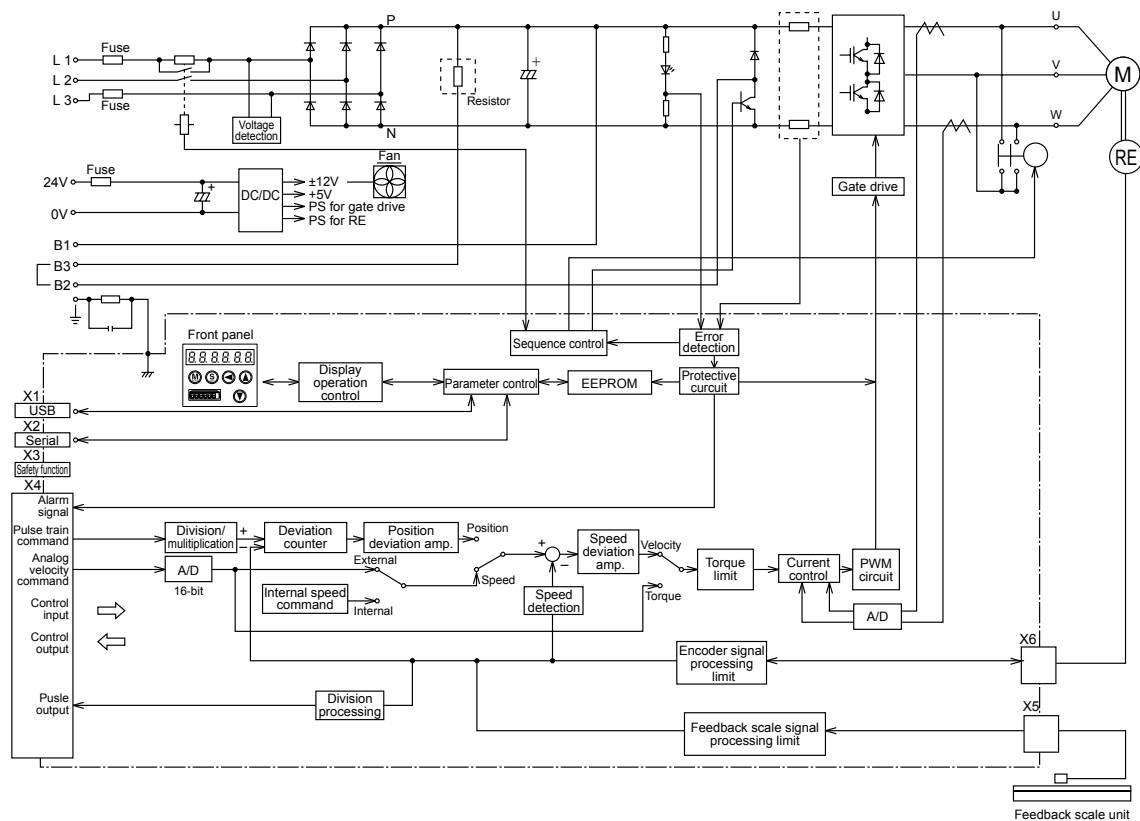 P
U
Fuse
L 1
L 2
V
M
L 3
Fuse
Resistor
Voltage
detection
N
W
RE
Fan
Fuse
24V
DC/DC
±12V
+5V
PS for gate drive
PS for RE
Gate drive
0V
B1
B3
B2
Front panel
8.8.8.8.8.8.
M
S
Sequence control
Error
detection
Display
operation
control
Parameter control
EEPROM
Protective
curcuit
X1
USB
X2
Serial
X3
Safety function
X4
Alarm
signal
Pulse train
command
Division/
mutiplication
+
−
Deviation
counter
Position
deviation amp.
Position
+
−
Speed
deviation
amp.
Velocity
Analog
velocity
command
A/D
16-bit
External
Speed
Torque
limit
Current
control
PWM
circuit
Internal speed
command
Internal
Speed
detection
Torque
A/D
Control
input
Control
output
Encoder signal
processing
limit
X6
Pusle
output
Division
processing
X5
Feedback scale signal
processing limit
Feedback scale unit